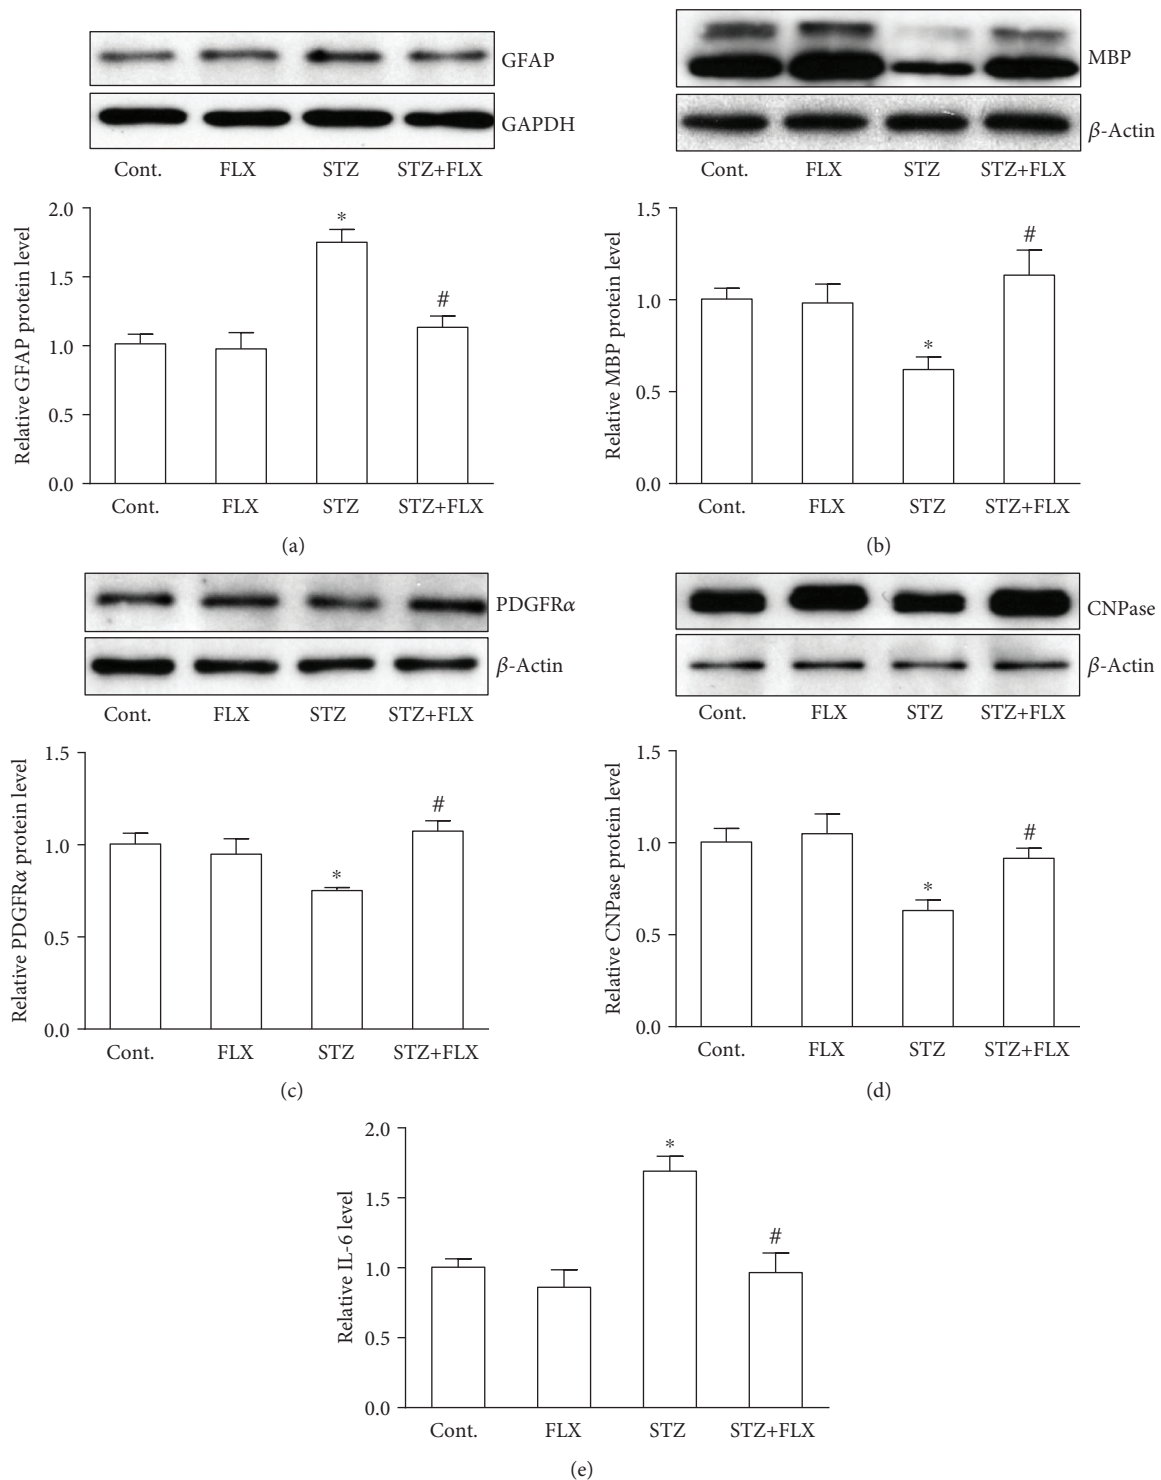 GFAP
GAPDH
Cont. FLX STZ STZ+FLX
2.0
1.5
1.0
0.5
0.0
Relative GFAP protein level
*
#
Cont. FLX STZ STZ+FLX
(a)
MBP
β-Actin
Cont. FLX STZ STZ+FLX
1.5
1.0
0.5
0.0
Relative MBP protein level
*
#
Cont. FLX STZ STZ+FLX
(b)
PDGFRα
β-Actin
Cont. FLX STZ STZ+FLX
1.5
1.0
0.5
0.0
Relative PDGFRα protein level
*
#
Cont. FLX STZ STZ+FLX
(c)
CNPase
β-Actin
Cont. FLX STZ STZ+FLX
1.5
1.0
0.5
0.0
Relative CNPase protein level
*
#
Cont. FLX STZ STZ+FLX
(d)
2.0
1.5
1.0
0.5
0.0
Relative IL-6 level
*
#
Cont. FLX STZ STZ+FLX
(e)